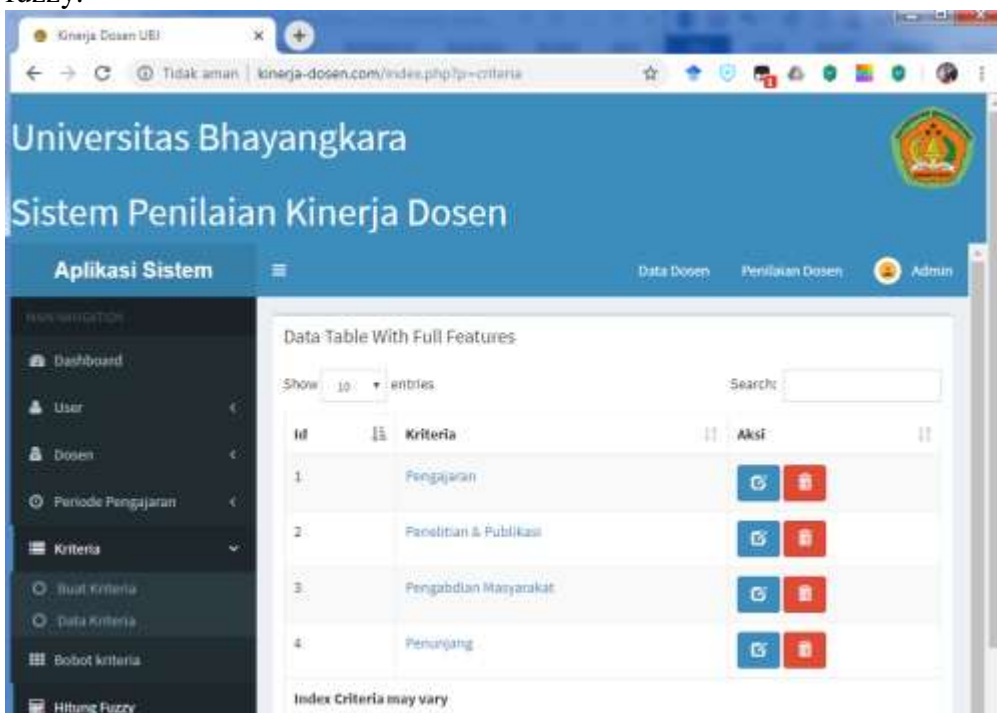 fuzzy.
Kinerja Dosen UBJ
Tidak aman | kinerja-dosen.com/index.php?p=criteria
Universitas Bhayangkara
Sistem Penilaian Kinerja Dosen
Aplikasi Sistem
Data Dosen Penilaian Dosen Admin
MAIN NAVIGATION
Dashboard
User
Dosen
Periode Pengajaran
Kriteria
Buat Kriteria
Data Kriteria
Bobot kriteria
Hitung Fuzzy
Data Table With Full Features
Show 10 entries Search:
Id Kriteria Aksi
1 Pengajaran
2 Penelitian & Publikasi
3 Pengabdian Masyarakat
4 Penunjang
Index Criteria may vary